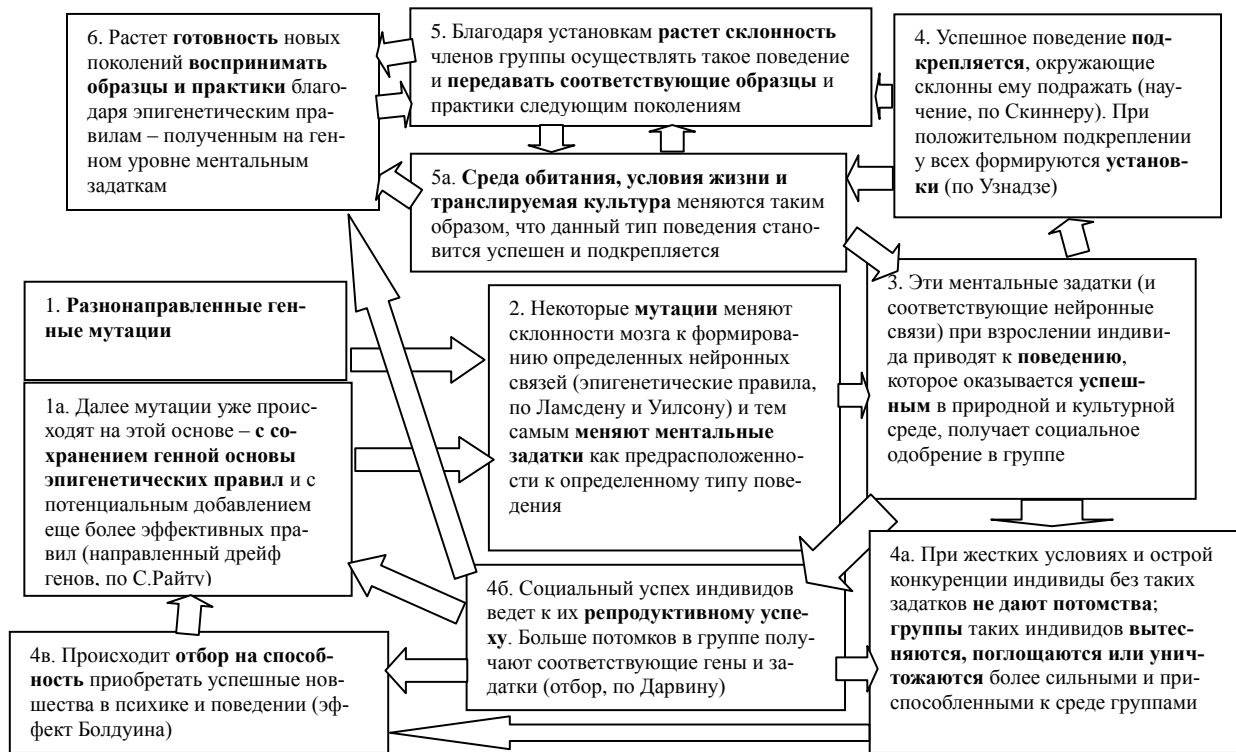 6. Растет готовность новых
поколений воспринимать
образцы и практики благо-
даря эпигенетическим пра-
вилам – полученным на ген-
ном уровне ментальным
задаткам
5. Благодаря установкам растет склонность
членов группы осуществлять такое поведение
и передавать соответствующие образцы и
практики следующим поколениям
4. Успешное поведение под-
крепляется, окружающие
склонны ему подражать (на-
учение, по Скиннеру). При
положительном подкреплении
у всех формируются установ-
ки (по Узнадзе)
5а. Среда обитания, условия жизни и
транслируемая культура меняются таким
образом, что данный тип поведения стано-
вится успешен и подкрепляется
1. Разнонаправленные ген-
ные мутации
2. Некоторые мутации меняют
склонности мозга к формиро-
ванию определенных нейронных
связей (эпигенетические правила,
по Ламсдену и Уилсону) и тем
самым меняют ментальные
задатки как предрасположенно-
сти к определенному типу пове-
дения
3. Эти ментальные задатки (и
соответствующие нейронные
связи) при взрослении индиви-
да приводят к поведению,
которое оказывается успеш-
ным в природной и культурной
среде, получает социальное
одобрение в группе
1а. Далее мутации уже проис-
ходят на этой основе – с со-
хранением генной основы
эпигенетических правил и с
потенциальным добавлением
еще более эффективных пра-
вил (направленный дрейф
генов, по С.Райту)
4б. Социальный успех индивидов
ведет к их репродуктивному успе-
ху. Больше потомков в группе полу-
чают соответствующие гены и за-
датки (отбор, по Дарвину)
4а. При жестких условиях и острой
конкуренции индивиды без таких
задатков не дают потомства;
группы таких индивидов вытес-
няются, поглощаются или унич-
тожаются более сильными и при-
способленными к среде группами
4в. Происходит отбор на способ-
ность приобретать успешные нов-
шества в психике и поведении (эф-
фект Болдуина)